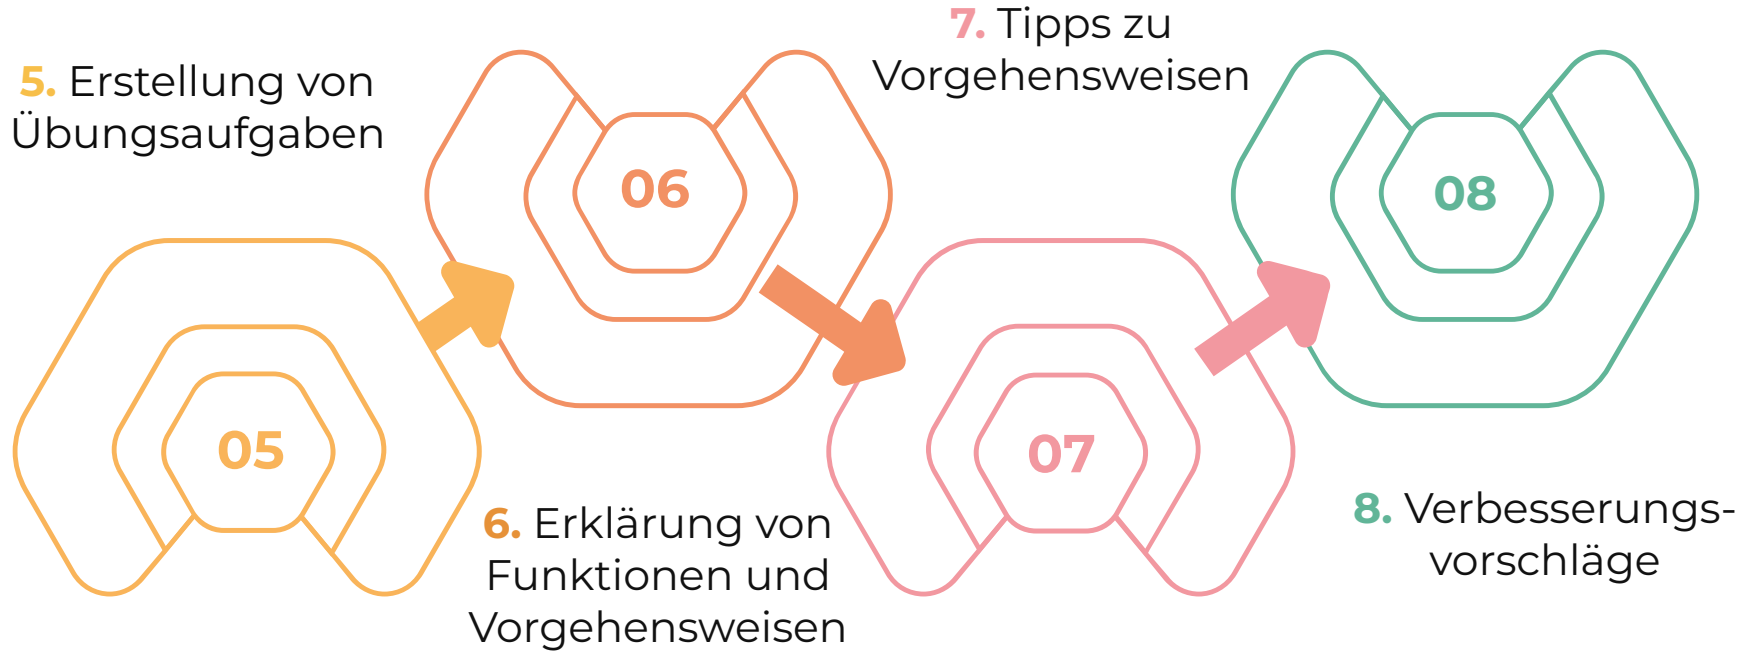 5. Erstellung von
Übungsaufgaben
05
06
6. Erklärung von
Funktionen und
Vorgehensweisen
7. Tipps zu
Vorgehensweisen
07
08
8. Verbesserungs-
vorschläge